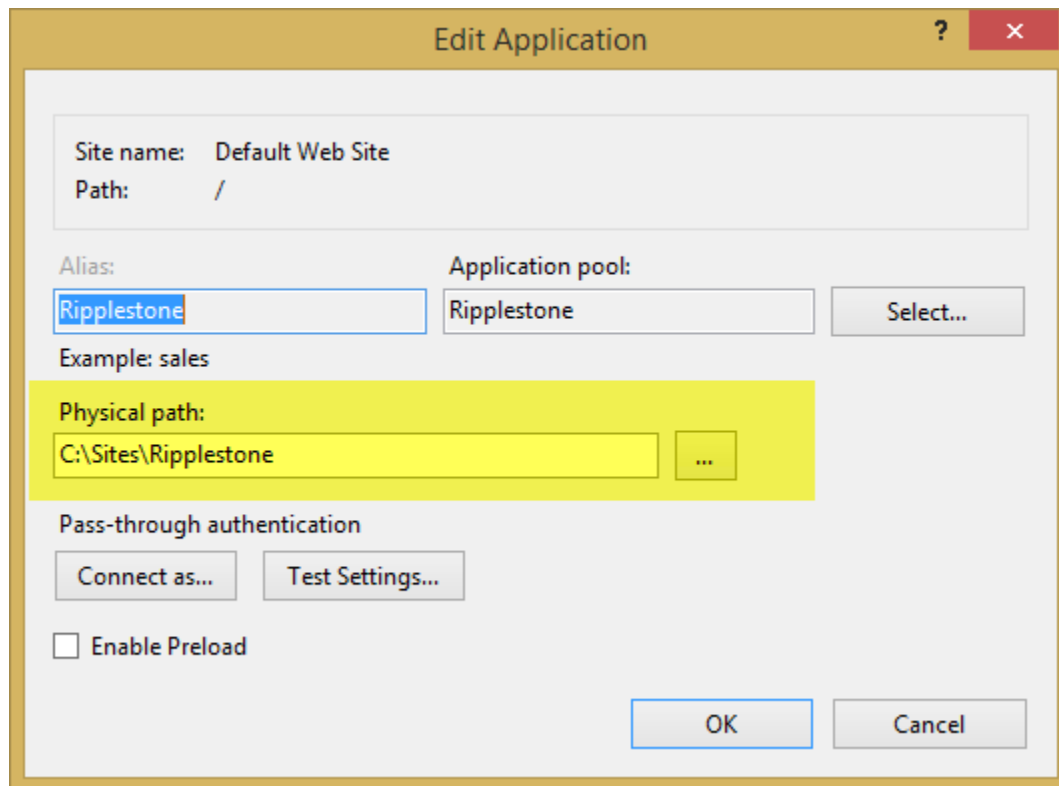 Edit Application
?
×
Site name: Default Web Site
Path: /
Alias: Application pool:
Ripplestone Ripplestone Select...
Example: sales
Physical path:
C:\Sites\Ripplestone ...
Pass-through authentication
Connect as... Test Settings...
Enable Preload
OK Cancel